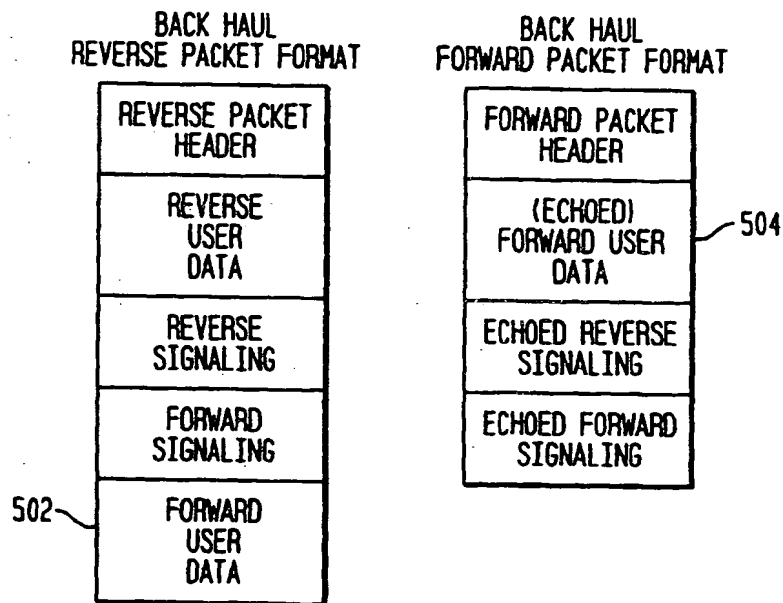 BACK HAUL
REVERSE PACKET FORMAT
REVERSE PACKET
HEADER
REVERSE
USER
DATA
REVERSE
SIGNALING
FORWARD
SIGNALING
502
FORWARD
USER
DATA
BACK HAUL
FORWARD PACKET FORMAT
FORWARD PACKET
HEADER
(ECHOED)
FORWARD USER
DATA
504
ECHOED REVERSE
SIGNALING
ECHOED FORWARD
SIGNALING